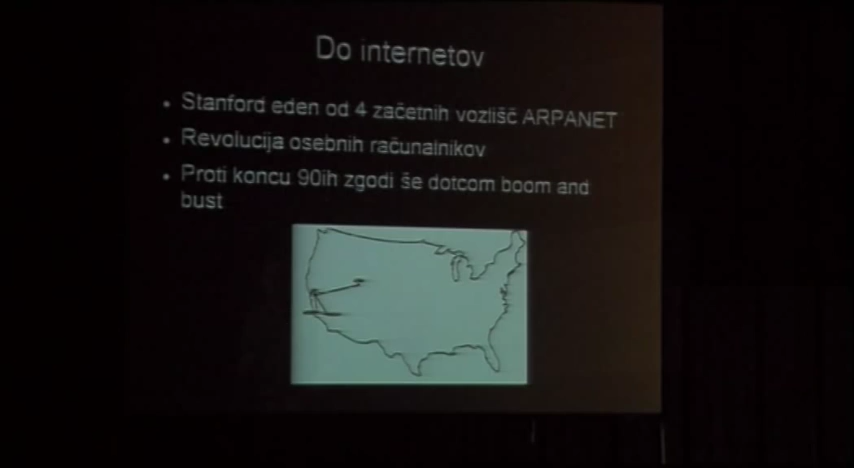 Do internetov
• Stanford eden od 4 začetnih vozlišč ARPANET
• Revolucija osebnih računalnikov
• Proti koncu 90ih zgodi še dotcom boom and
bust